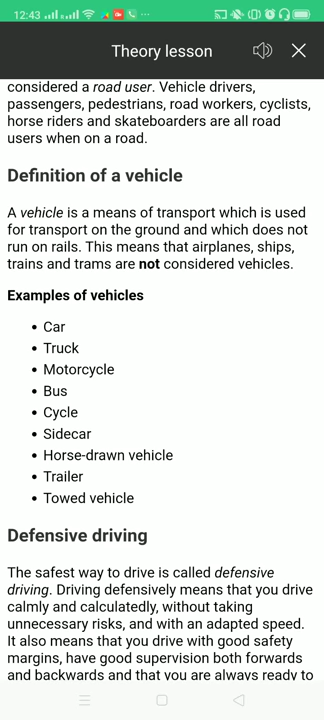 12:43
Theory lesson
considered a road user. Vehicle drivers,
passengers, pedestrians, road workers, cyclists,
horse riders and skateboarders are all road
users when on a road.
Definition of a vehicle
A vehicle is a means of transport which is used
for transport on the ground and which does not
run on rails. This means that airplanes, ships,
trains and trams are not considered vehicles.
Examples of vehicles
• Car
• Truck
• Motorcycle
• Bus
• Cycle
• Sidecar
• Horse-drawn vehicle
• Trailer
• Towed vehicle
Defensive driving
The safest way to drive is called defensive
driving. Driving defensively means that you drive
calmly and calculatedly, without taking
unnecessary risks, and with an adapted speed.
It also means that you drive with good safety
margins, have good supervision both forwards
and backwards and that you are always ready to